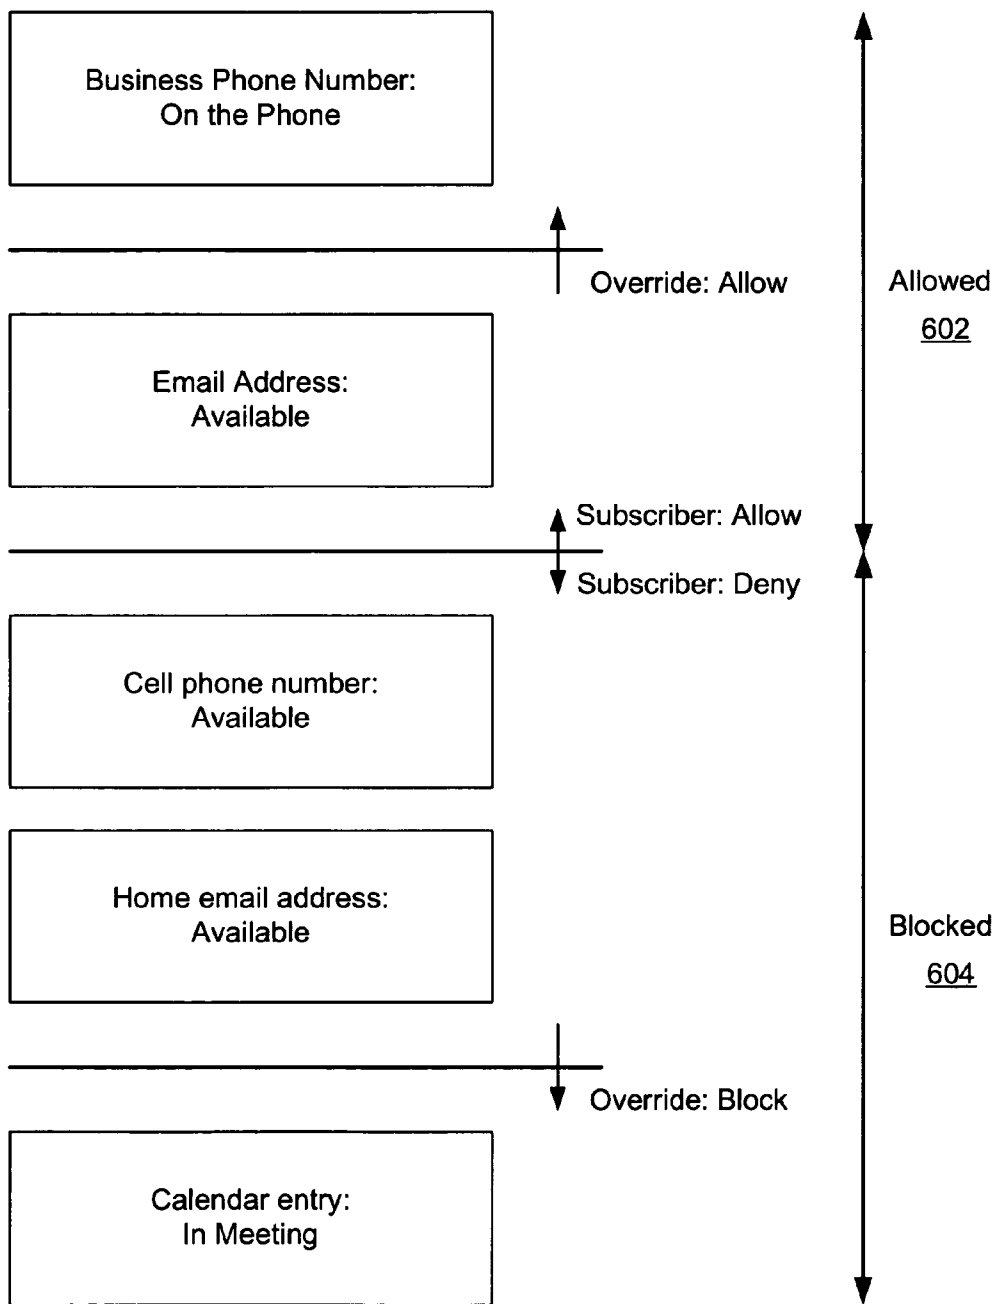 Business Phone Number:
On the Phone
Override: Allow
Allowed
602
Email Address:
Available
Subscriber: Allow
Subscriber: Deny
Cell phone number:
Available
Home email address:
Available
Blocked
604
Override: Block
Calendar entry:
In Meeting